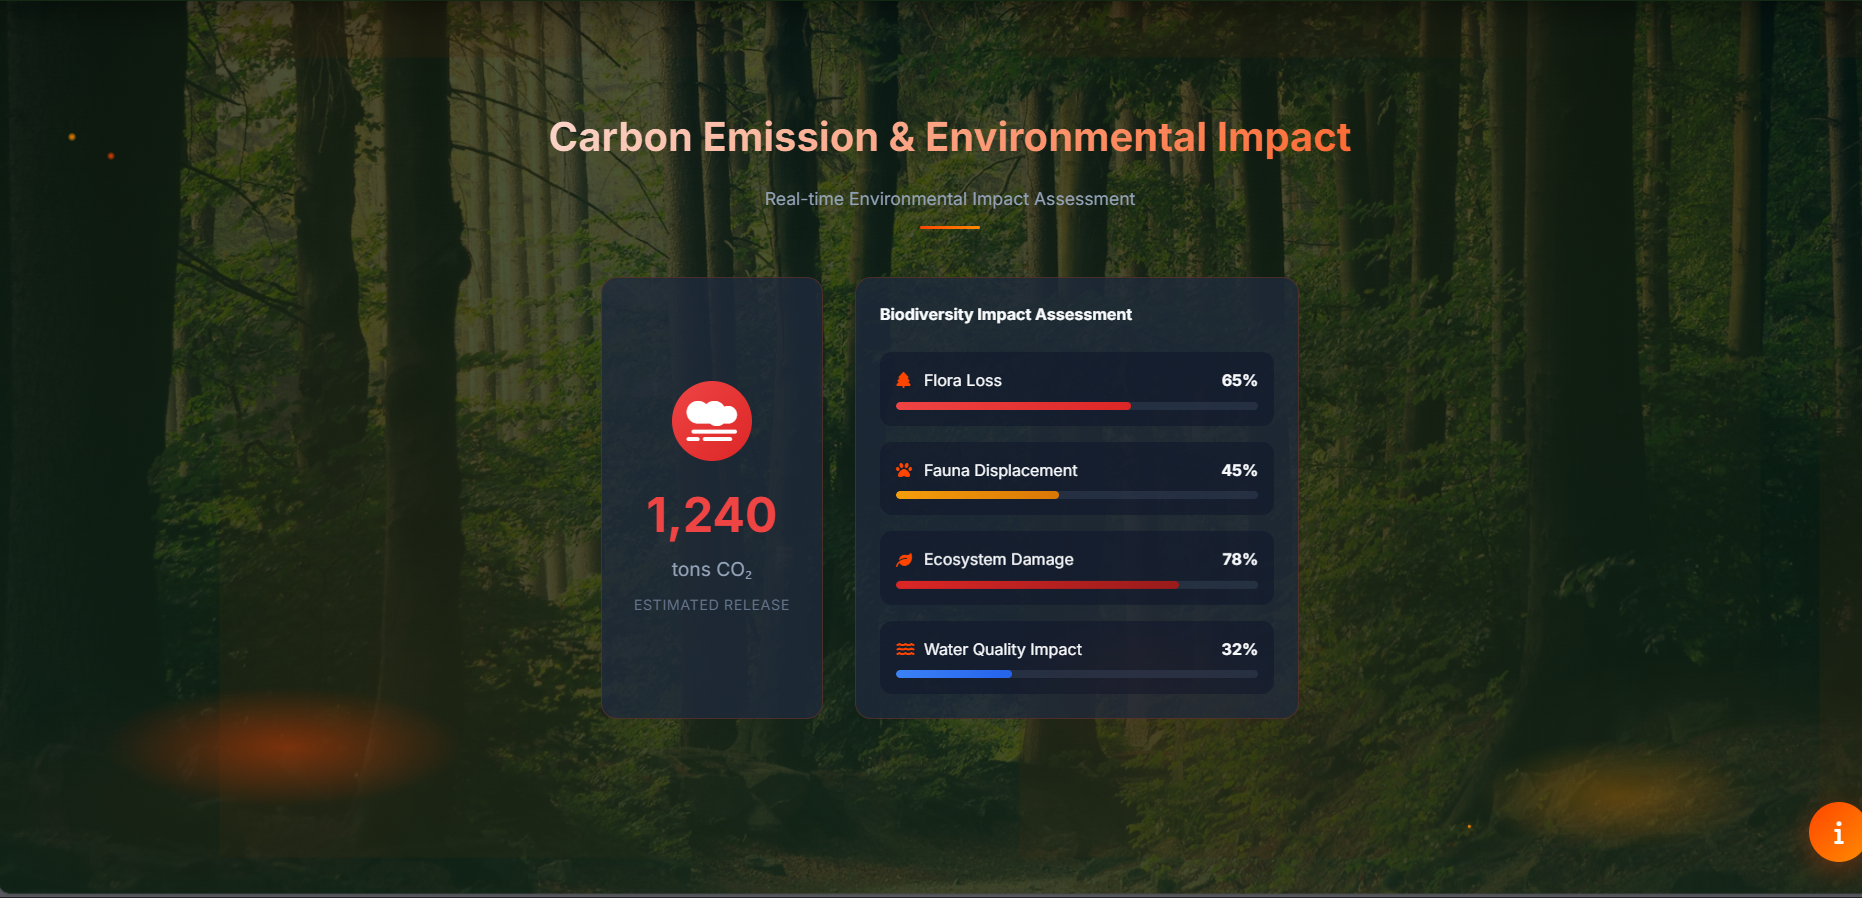 Carbon Emission & Environmental Impact
Real-time Environmental Impact Assessment
1,240
tons CO₂
ESTIMATED RELEASE
Biodiversity Impact Assessment
Flora Loss 65%
Fauna Displacement 45%
Ecosystem Damage 78%
Water Quality Impact 32%
i